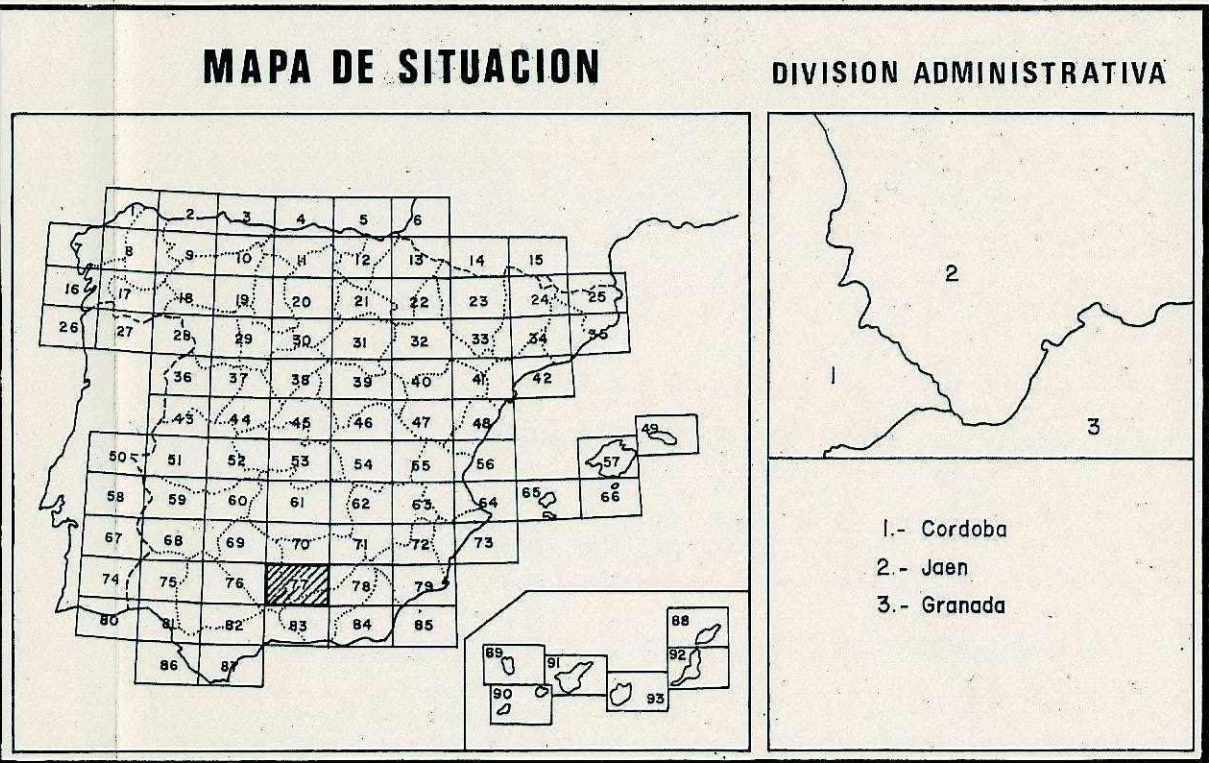 MAPA DE SITUACION
2 3 4 5 6
8 9 10 11 12 13 14 15
16 17 18 19 20 21 22 23 24 25
26 27 28 29 30 31 32 33 34 35
36 37 38 39 40 41 42
43 44 45 46 47 48 49
50 51 52 53 54 55 56 57
58 59 60 61 62 63 64 65 66
67 68 69 70 71 72 73
74 75 76 77 78 79
80 81 82 83 84 85
86 87
88
89 91 92
90 93
DIVISION ADMINISTRATIVA
2
1
3
1.- Cordoba
2.- Jaen
3.- Granada